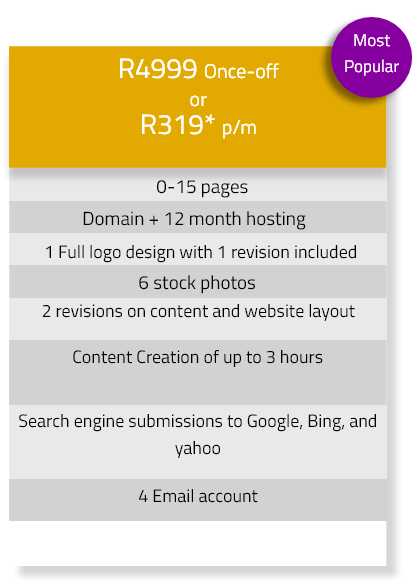 Most
Popular
R4999 Once-off
or
R319* p/m
0-15 pages
Domain + 12 month hosting
1 Full logo design with 1 revision included
6 stock photos
2 revisions on content and website layout
Content Creation of up to 3 hours
Search engine submissions to Google, Bing, and
yahoo
4 Email account